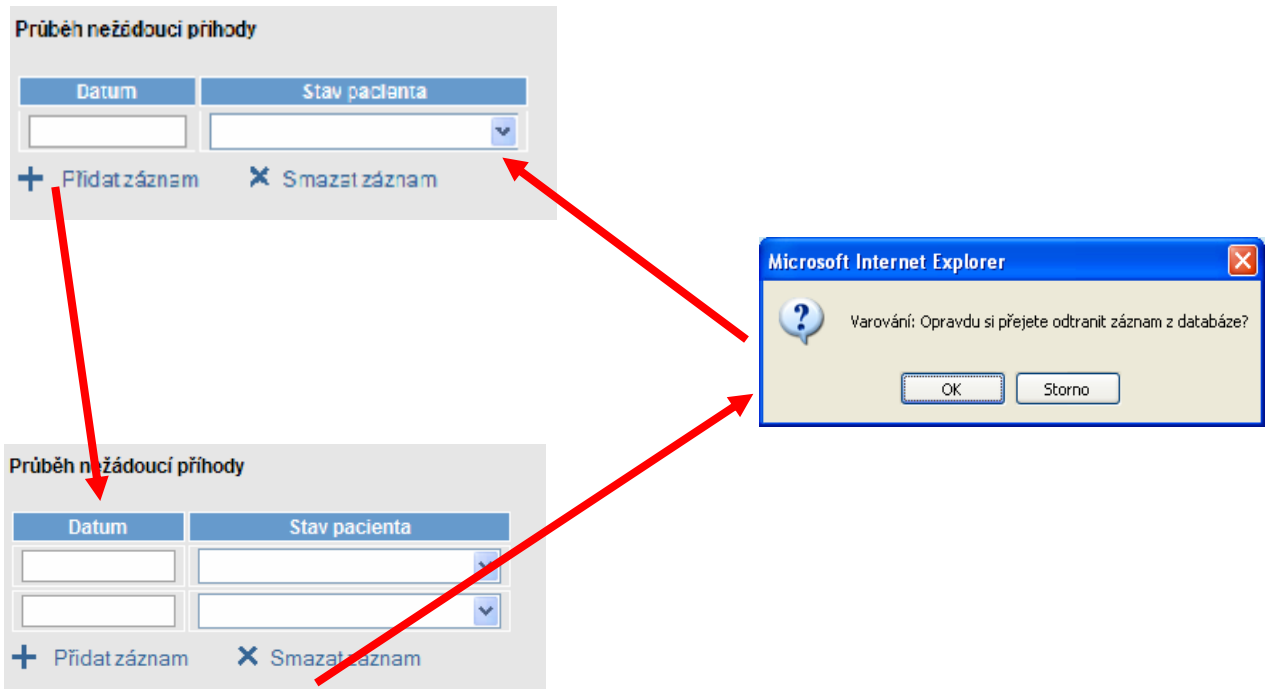 Průběh nežádoucí příhody
Datum Stav pacienta
Přidat záznam Smazat záznam
Microsoft Internet Explorer
Varování: Opravdu si přejete odtranit záznam z databáze?
OK Storno
Průběh nežádoucí příhody
Datum Stav pacienta
Přidat záznam Smazat záznam